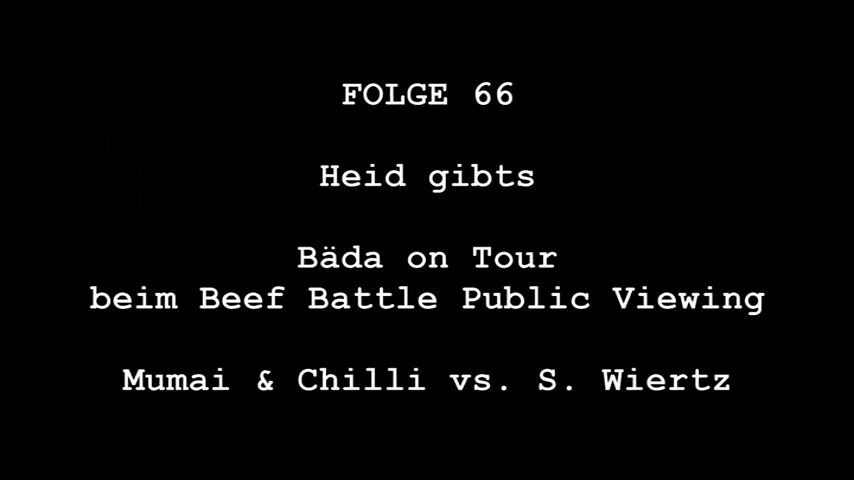 FOLGE 66
Heid gibts
Bäda on Tour
beim Beef Battle Public Viewing
Mumai & Chilli vs. S. Wiertz